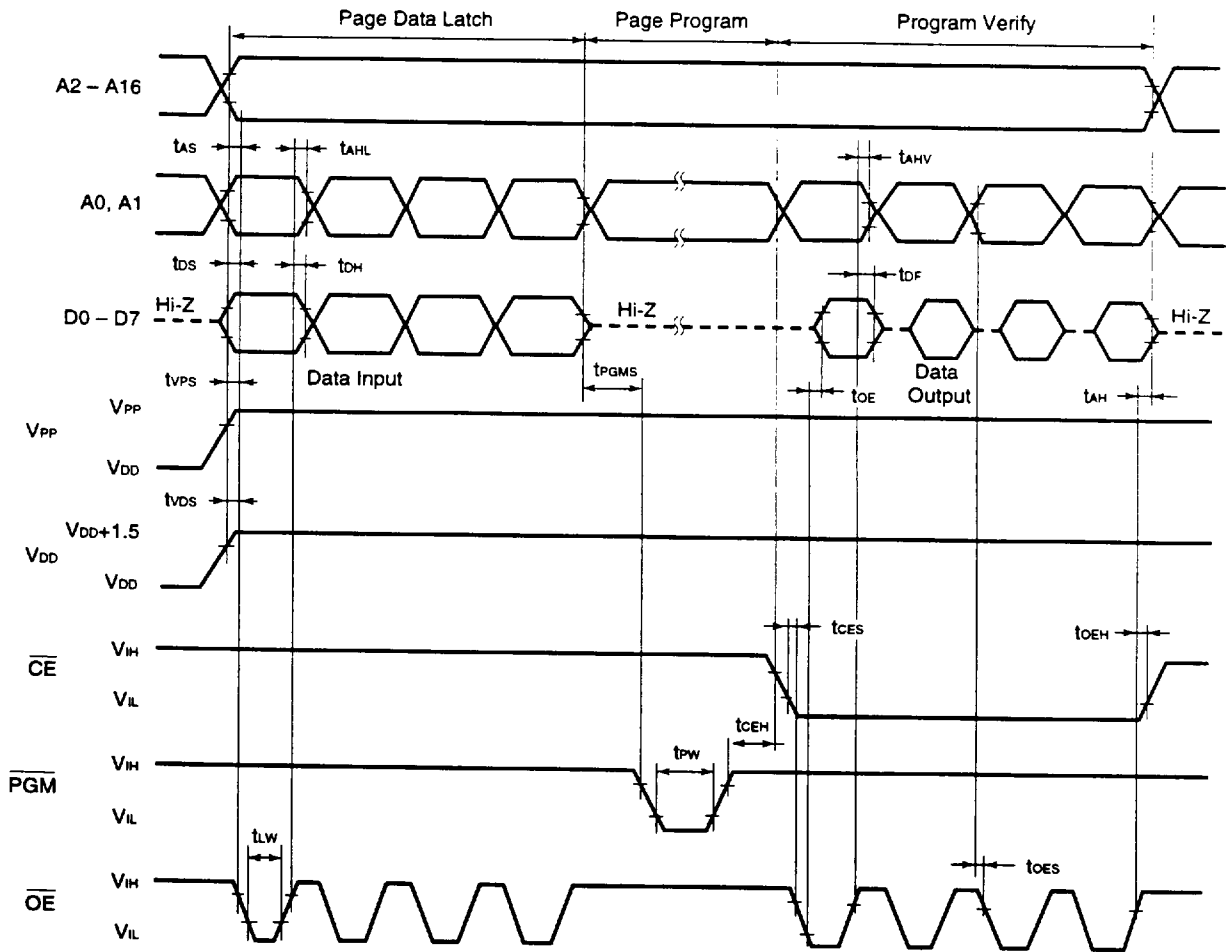 Page Data Latch Page Program Program Verify
A2 – A16
tAS tAHL tAHV
A0, A1
tDS tDH tDF
Hi-Z Hi-Z Hi-Z
D0 – D7
tVPS Data Input tPGMS tOE Data Output tAH
VPP
VPP
VDD
tVDS
VDD+1.5
VDD
VDD
tCES tOEH
VIH
CE
VIL
tCEH
VIH tPW
PGM
VIL
tLW
VIH tOES
OE
VIL